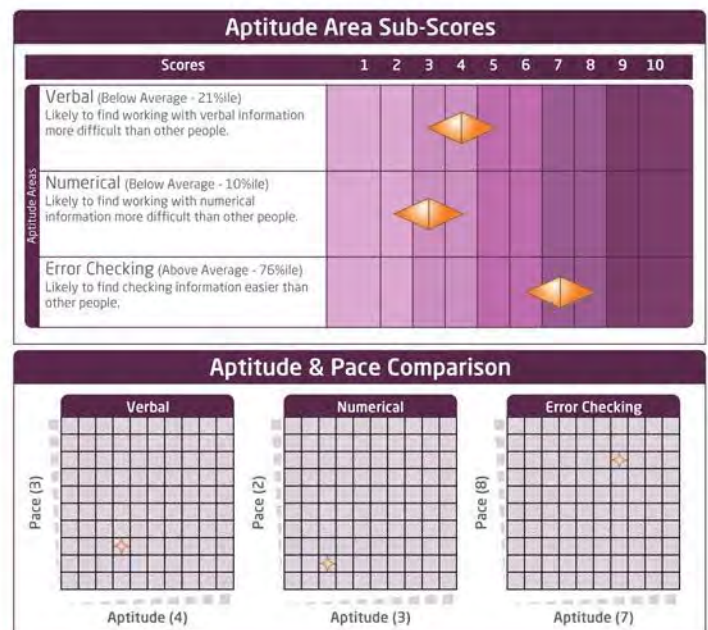 Aptitude Area Sub-Scores
Scores 1 2 3 4 5 6 7 8 9 10
Aptitude Areas
Verbal (Below Average - 21%ile)
Likely to find working with verbal information
more difficult than other people.
Numerical (Below Average - 10%ile)
Likely to find working with numerical
information more difficult than other people.
Error Checking (Above Average - 76%ile)
Likely to find checking information easier than
other people.
Aptitude & Pace Comparison
Verbal
Pace (3)
Aptitude (4)
Numerical
Pace (2)
Aptitude (3)
Error Checking
Pace (8)
Aptitude (7)